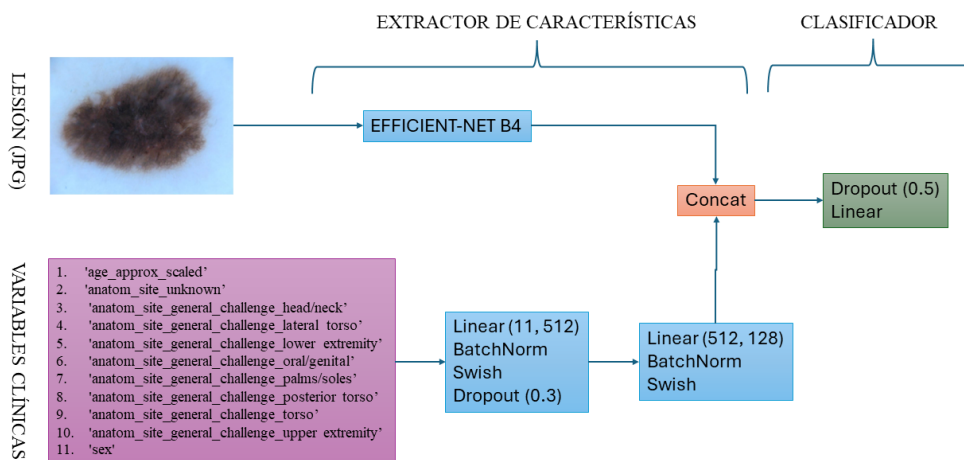 EXTRACTOR DE CARACTERÍSTICAS
CLASIFICADOR
LESIÓN (JPG)
EFFICIENT-NET B4
Concat
Dropout (0.5)
Linear
VARIABLES CLÍNICAS
1. 'age_approx_scaled’
2. 'anatom_site_unknown’
3. 'anatom_site_general_challenge_head/neck’
4. 'anatom_site_general_challenge_lateral torso’
5. 'anatom_site_general_challenge_lower extremity’
6. 'anatom_site_general_challenge_oral/genital’
7. 'anatom_site_general_challenge_palms/soles’
8. 'anatom_site_general_challenge_posterior torso’
9. 'anatom_site_general_challenge_torso’
10. 'anatom_site_general_challenge_upper extremity’
11. 'sex'
Linear (11, 512)
BatchNorm
Swish
Dropout (0.3)
Linear (512, 128)
BatchNorm
Swish